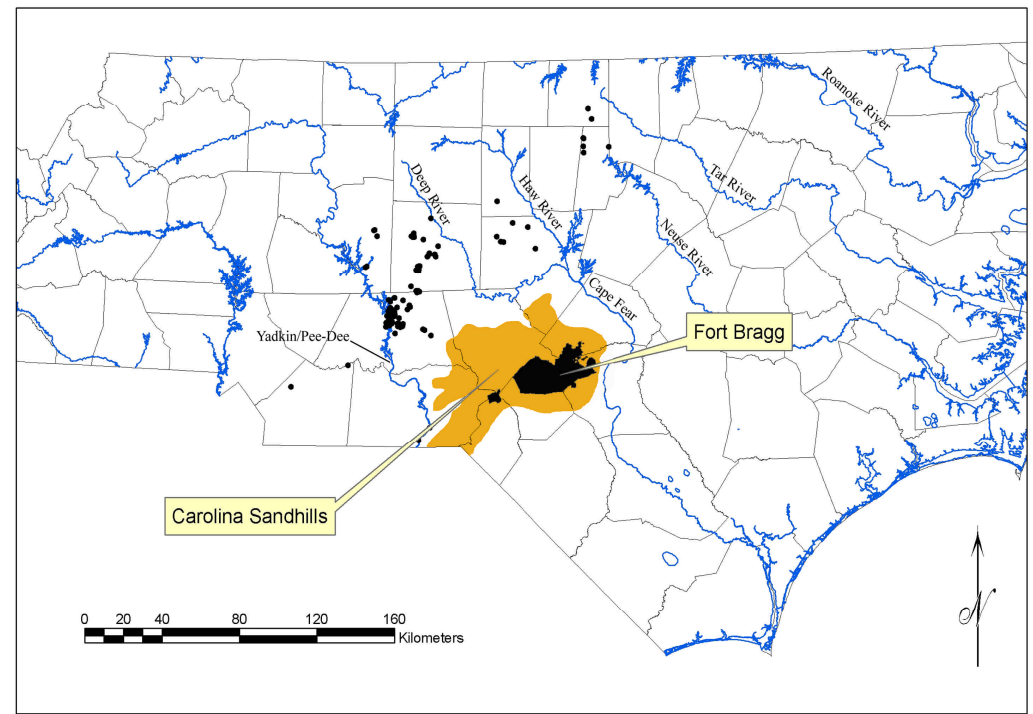 Roanoke River
Tar River
Neuse River
Haw River
Deep River
Cape Fear
Yadkin/Pee-Dee
Fort Bragg
Carolina Sandhills
0 20 40 80 120 160
Kilometers
N